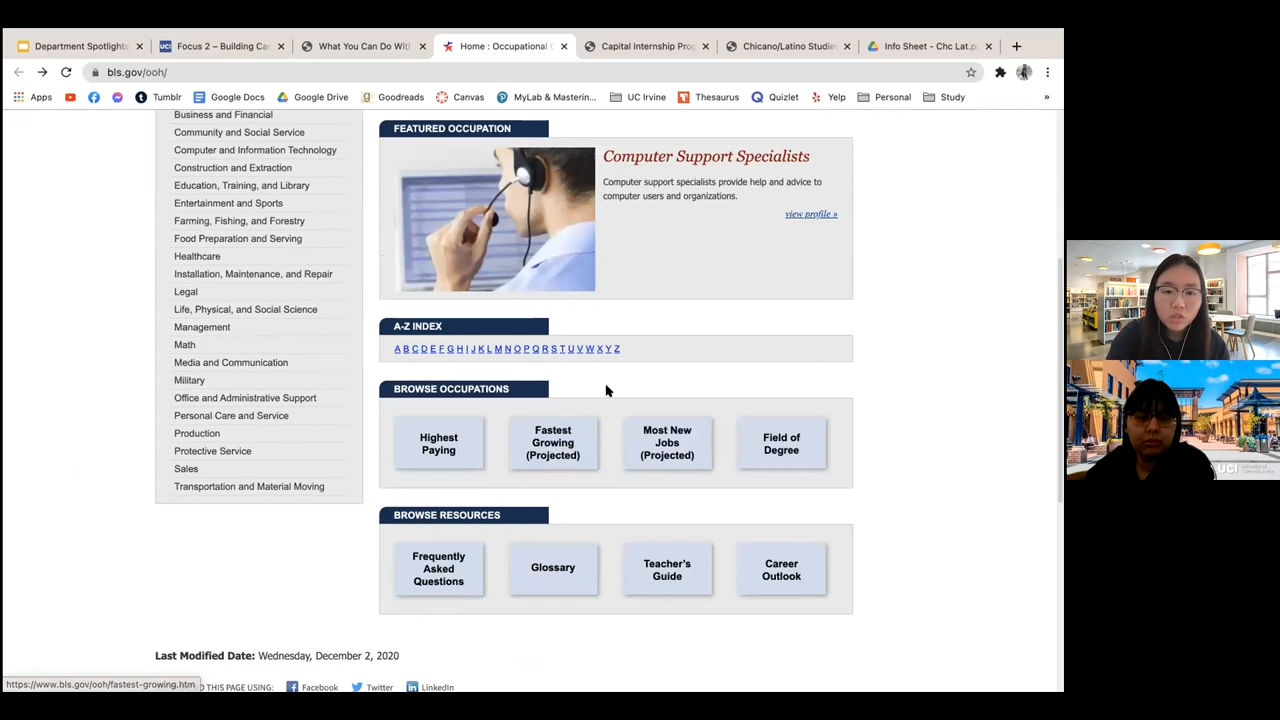 Department Spotlights
Focus 2 – Building Ca
What You Can Do Wit
Home : Occupational
Capital Internship Pro
Chicano/Latino Studie
Info Sheet - Chc Lat.p
bls.gov/ooh/
Apps
Tumblr
Google Docs
Google Drive
Goodreads
Canvas
MyLab & Masterin...
UC Irvine
Thesaurus
Quizlet
Yelp
Personal
Study
»
Business and Financial
Community and Social Service
Computer and Information Technology
Construction and Extraction
Education, Training, and Library
Entertainment and Sports
Farming, Fishing, and Forestry
Food Preparation and Serving
Healthcare
Installation, Maintenance, and Repair
Legal
Life, Physical, and Social Science
Management
Math
Media and Communication
Military
Office and Administrative Support
Personal Care and Service
Production
Protective Service
Sales
Transportation and Material Moving
FEATURED OCCUPATION
Computer Support Specialists
Computer support specialists provide help and advice to
computer users and organizations.
view profile »
A-Z INDEX
A B C D E F G H I J K L M N O P Q R S T U V W X Y Z
BROWSE OCCUPATIONS
Highest
Paying
Fastest
Growing
(Projected)
Most New
Jobs
(Projected)
Field of
Degree
BROWSE RESOURCES
Frequently
Asked
Questions
Glossary
Teacher's
Guide
Career
Outlook
Last Modified Date: Wednesday, December 2, 2020
THIS PAGE USING:
Facebook
Twitter
LinkedIn
https://www.bls.gov/ooh/fastest-growing.htm
UCI